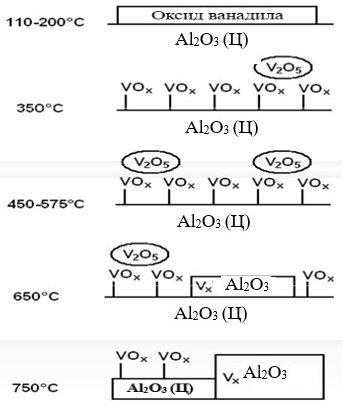 110-200°C Оксид ванадила
Al2O3 (Ц)
V2O5
VOx VOx VOx VOx VOx
350°C
Al2O3 (Ц)
V2O5 V2O5
VOx VOx VOx VOx VOx
450-575°C
Al2O3 (Ц)
V2O5
VOx VOx Vx Al2O3 VOx
650°C
Al2O3 (Ц)
VOx VOx
Vx Al2O3
750°C Al2O3 (Ц)